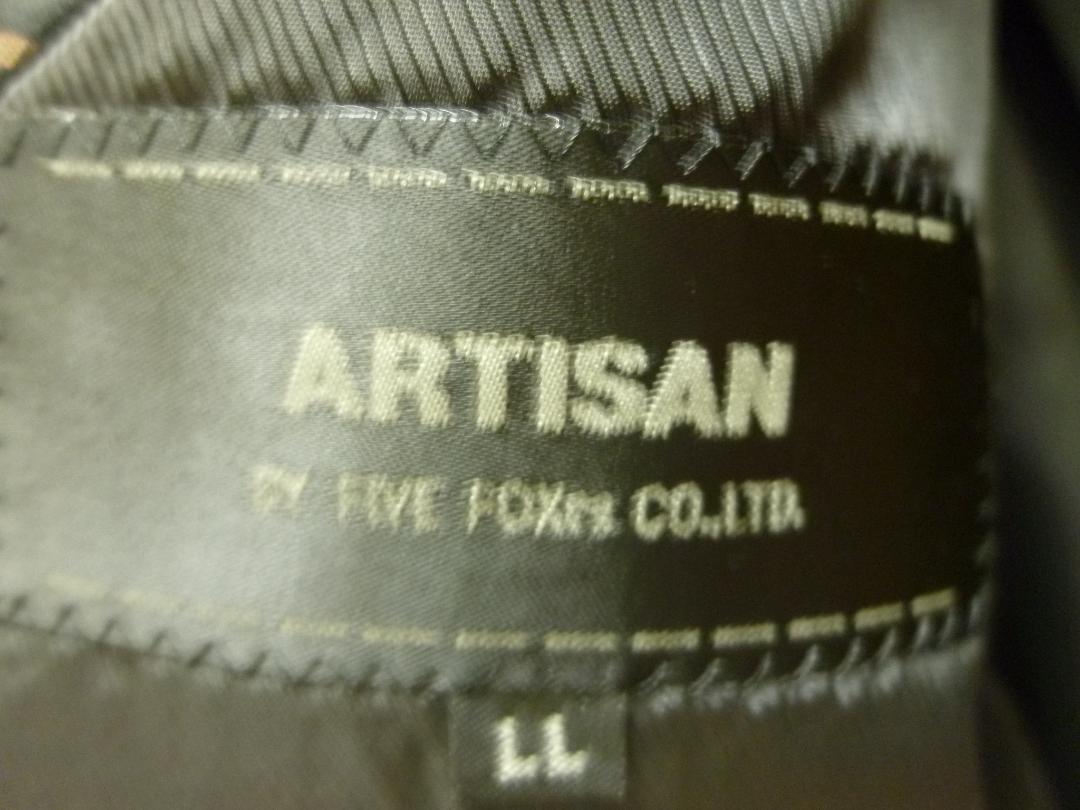 ARTISAN
BY FIVE FOXes CO.,LTD.
LL